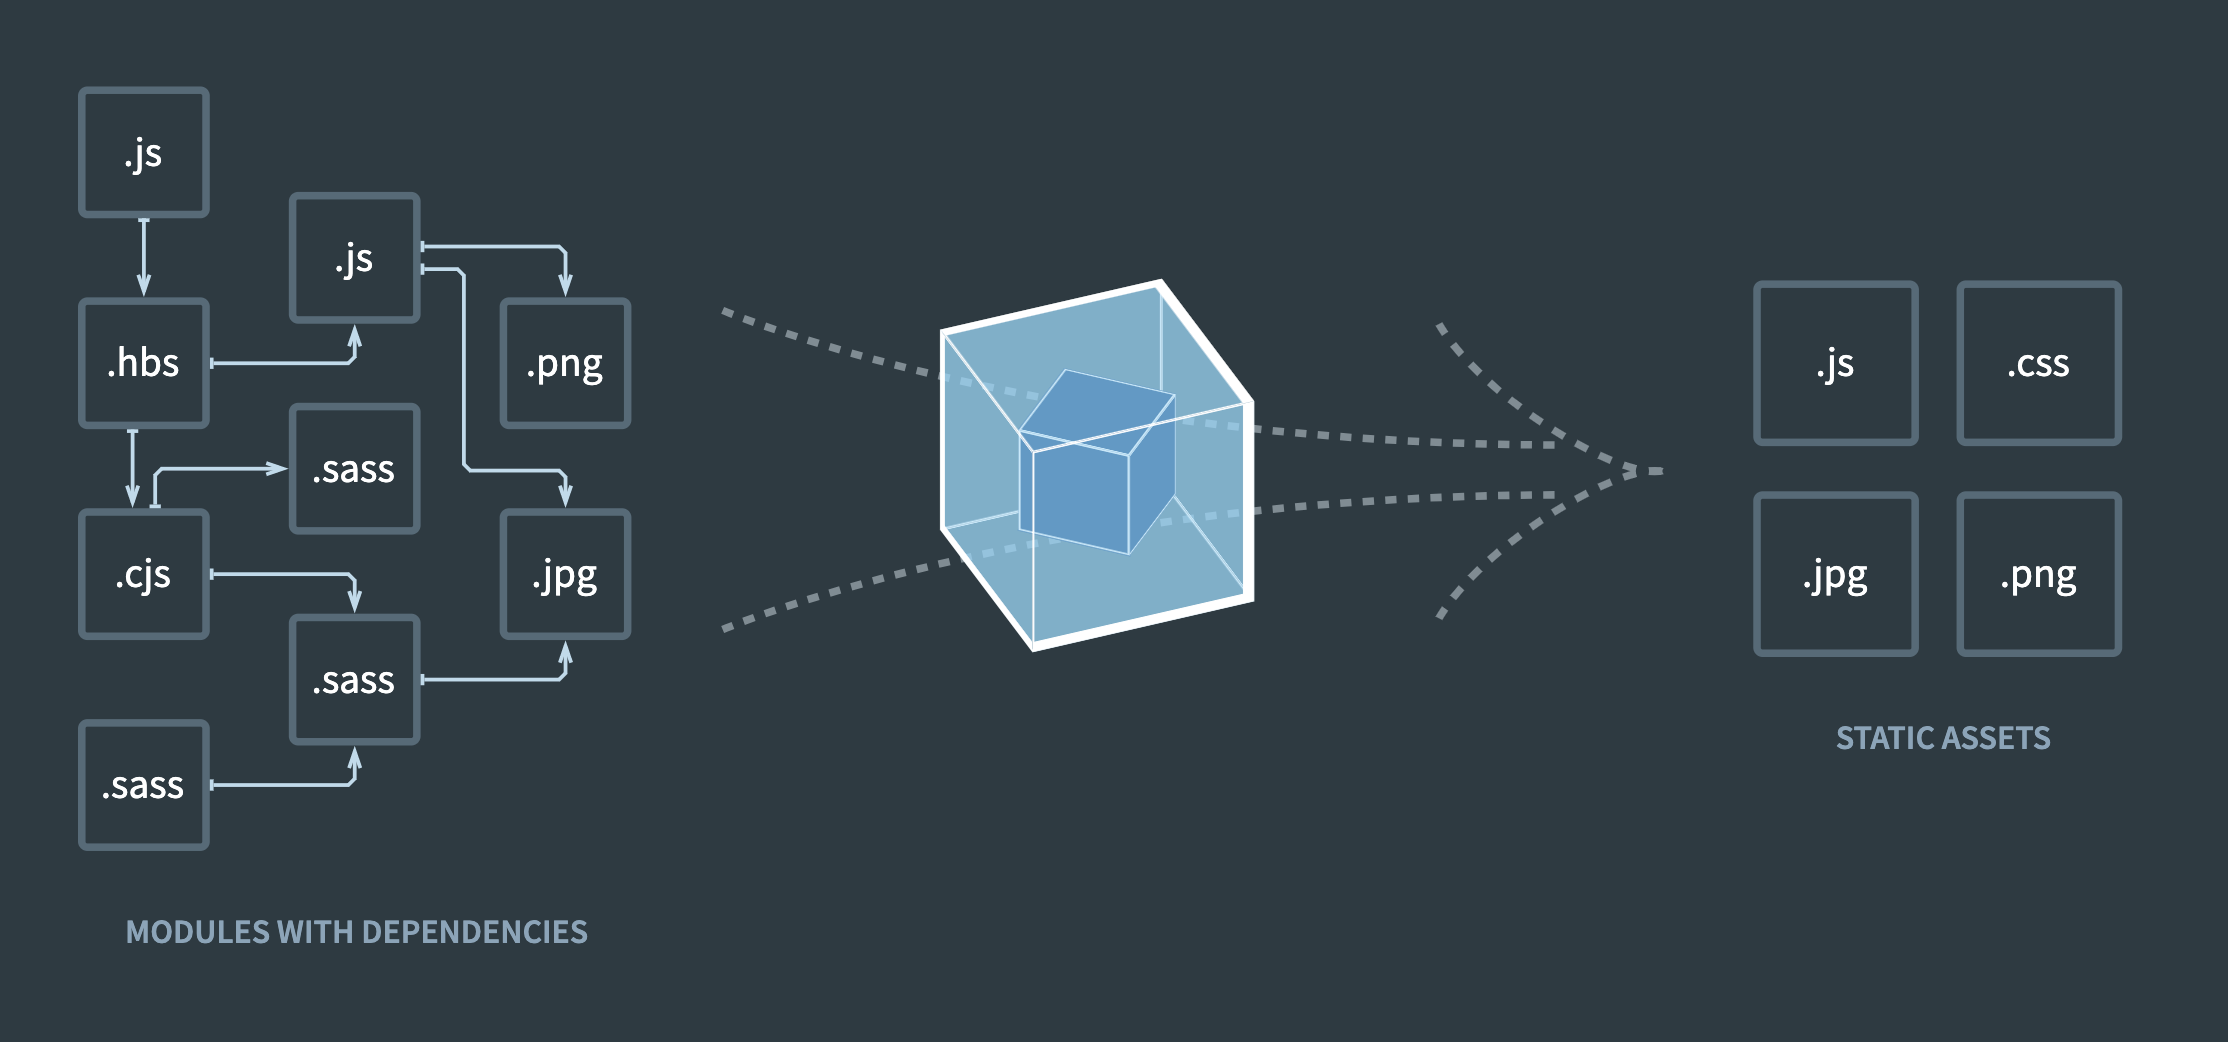 .js
.js
.hbs
.png
.sass
.cjs
.jpg
.sass
.sass
MODULES WITH DEPENDENCIES
.js
.css
.jpg
.png
STATIC ASSETS